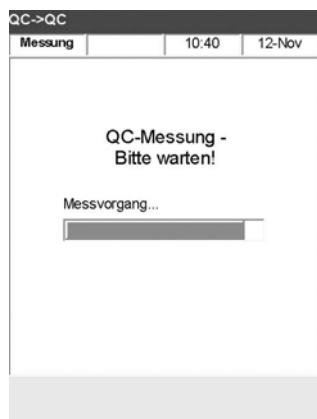 QC->QC
Messung 10:40 12-Nov
QC-Messung -
Bitte warten!
Messvorgang...